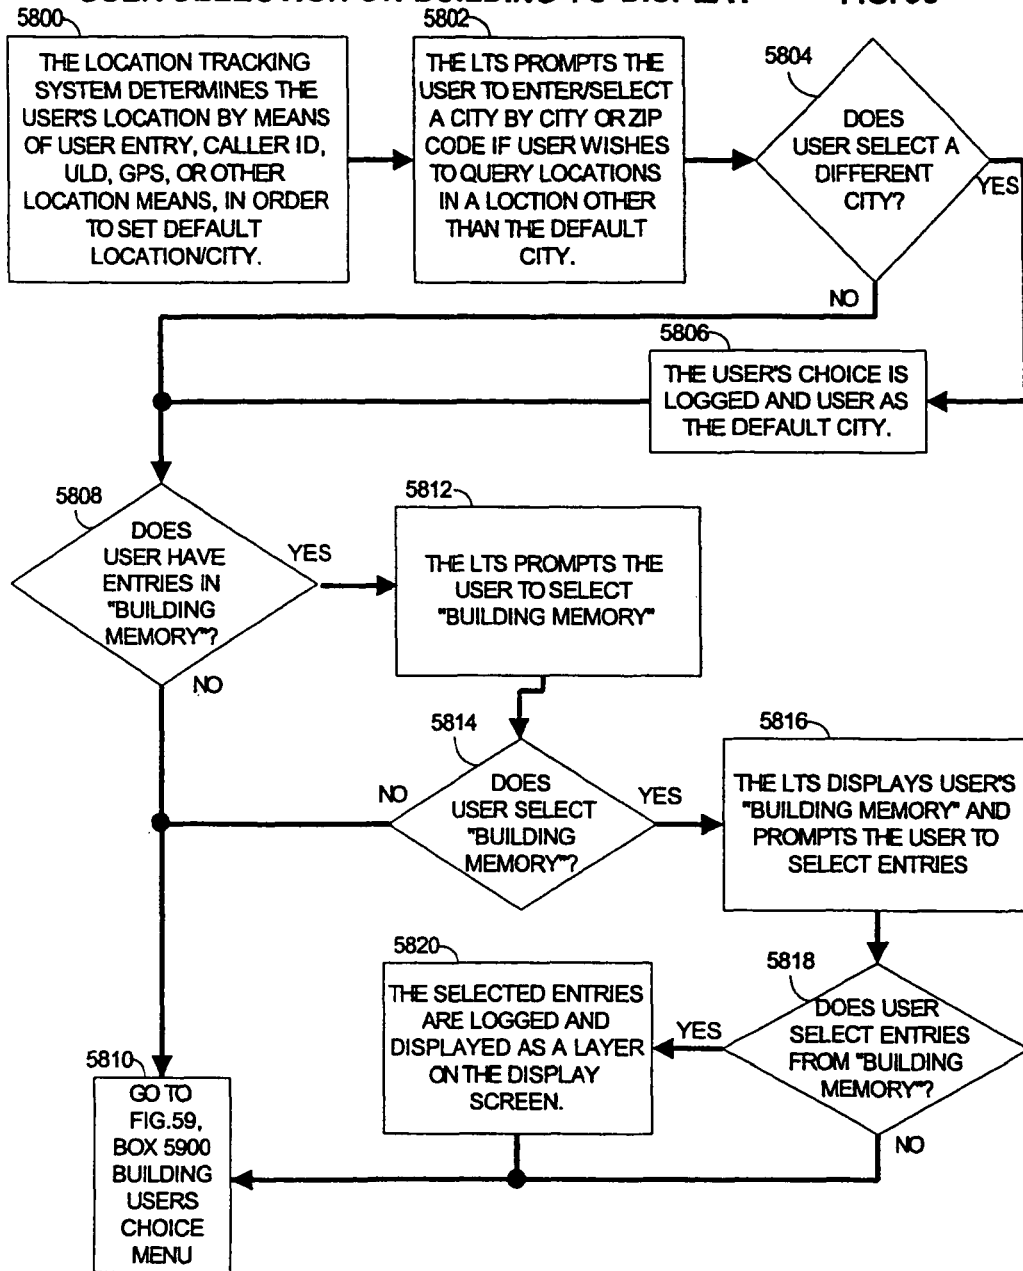 5800
THE LOCATION TRACKING
SYSTEM DETERMINES THE
USER'S LOCATION BY MEANS
OF USER ENTRY, CALLER ID,
ULD, GPS, OR OTHER
LOCATION MEANS, IN ORDER
TO SET DEFAULT
LOCATION/CITY.
5802
THE LTS PROMPTS THE
USER TO ENTER/SELECT
A CITY BY CITY OR ZIP
CODE IF USER WISHES
TO QUERY LOCATIONS
IN A LOCTION OTHER
THAN THE DEFAULT
CITY.
5804
DOES
USER SELECT A
DIFFERENT
CITY?
YES
NO
5806
THE USER'S CHOICE IS
LOGGED AND USER AS
THE DEFAULT CITY.
5808
DOES
USER HAVE
ENTRIES IN
"BUILDING
MEMORY"?
YES
NO
5812
THE LTS PROMPTS THE
USER TO SELECT
"BUILDING MEMORY"
5814
DOES
USER SELECT
"BUILDING
MEMORY"?
NO
YES
5816
THE LTS DISPLAYS USER'S
"BUILDING MEMORY" AND
PROMPTS THE USER TO
SELECT ENTRIES
5818
DOES USER
SELECT ENTRIES
FROM "BUILDING
MEMORY"?
YES
NO
5820
THE SELECTED ENTRIES
ARE LOGGED AND
DISPLAYED AS A LAYER
ON THE DISPLAY
SCREEN.
5810
GO TO
FIG.59,
BOX 5900
BUILDING
USERS
CHOICE
MENU